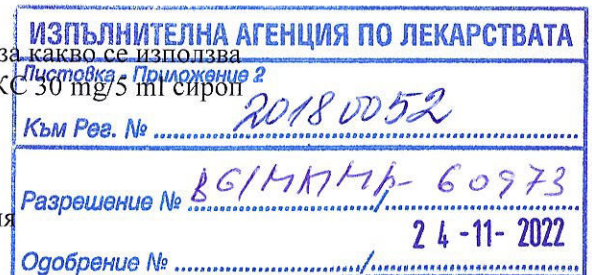 ИЗПЪЛНИТЕЛНА АГЕНЦИЯ ПО ЛЕКАРСТВАТА
за какво се използва
Листовка - Приложение 2
КС 30 mg/5 ml сироп
Към Рег. № 20180052
Разрешение № BG/MA/MP- 60973
ия
24 -11- 2022
Одобрение № ........../..........